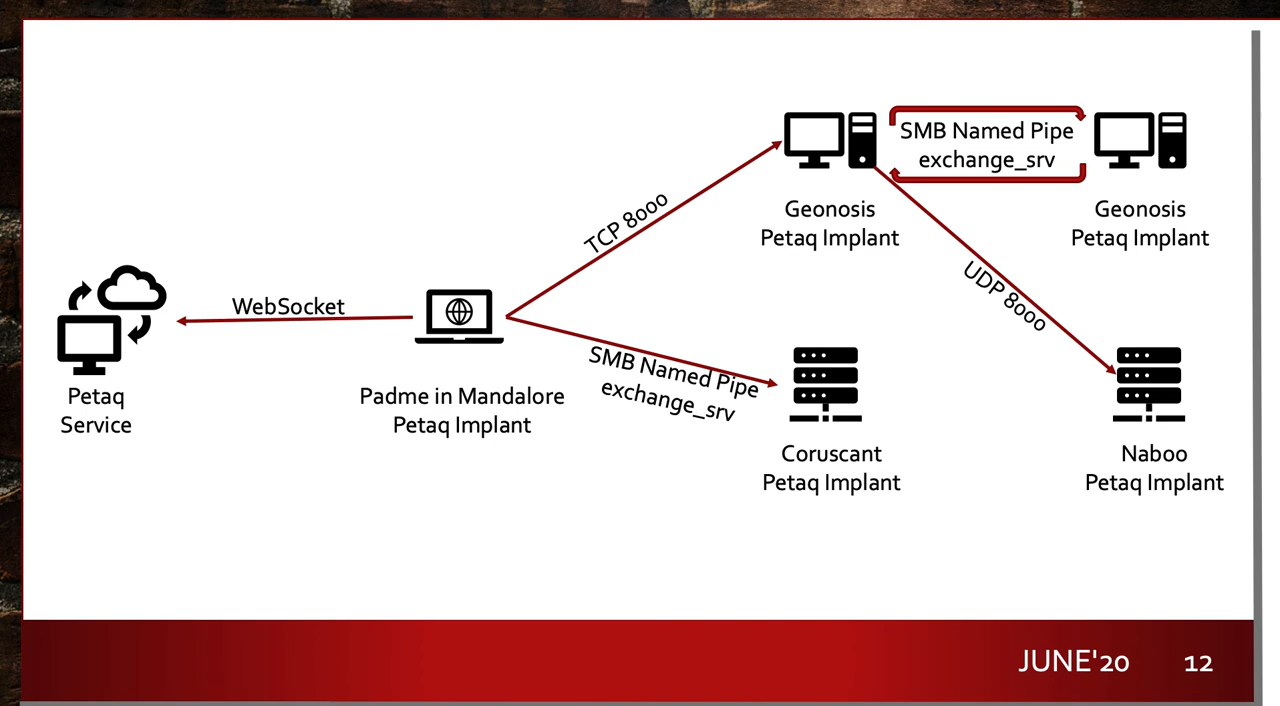 SMB Named Pipe
exchange_srv
Geonosis
Petaq Implant
Geonosis
Petaq Implant
TCP 8000
UDP 8000
WebSocket
SMB Named Pipe
exchange_srv
Petaq
Service
Padme in Mandalore
Petaq Implant
Coruscant
Petaq Implant
Naboo
Petaq Implant
JUNE'20
12